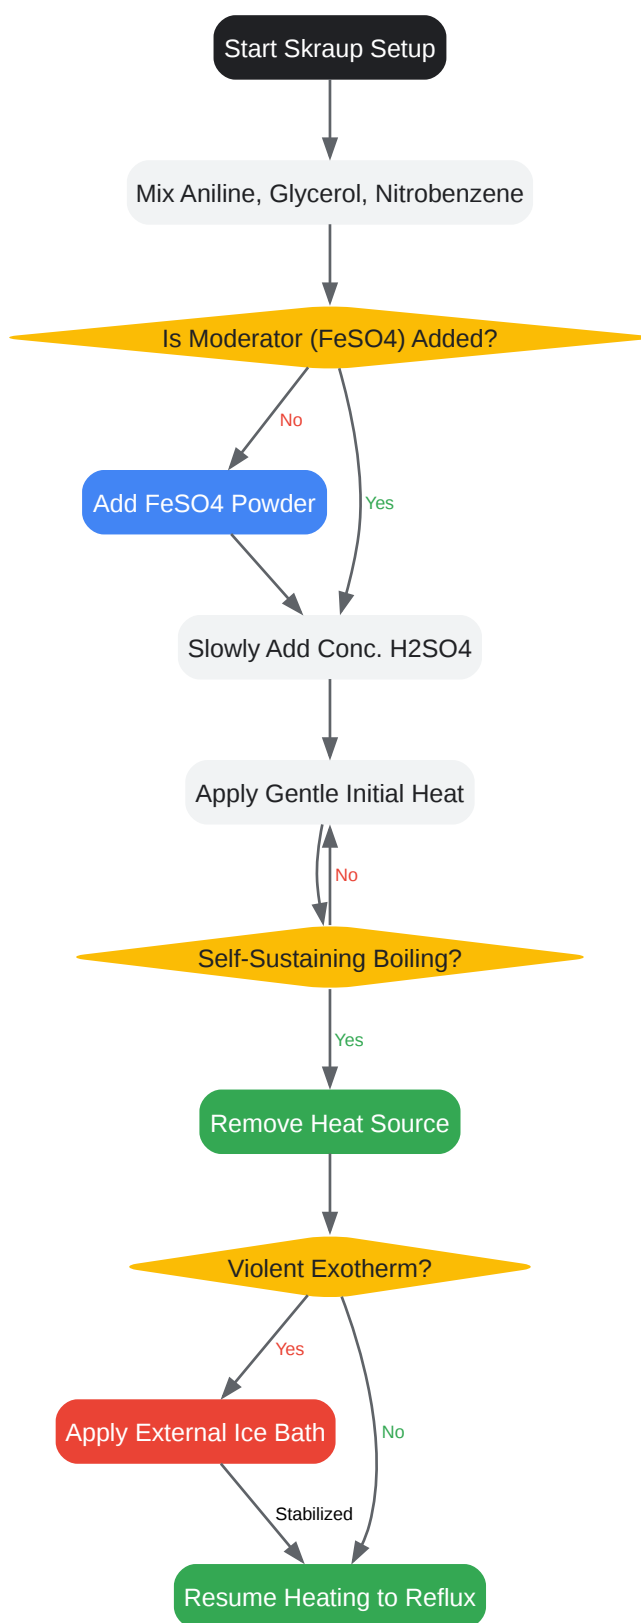 Start Skraup Setup
Mix Aniline, Glycerol, Nitrobenzene
Is Moderator (FeSO4) Added?
No
Add FeSO4 Powder
Yes
Slowly Add Conc. H2SO4
Apply Gentle Initial Heat
No
Self-Sustaining Boiling?
Yes
Remove Heat Source
Violent Exotherm?
Yes
Apply External Ice Bath
No
Stabilized
Resume Heating to Reflux